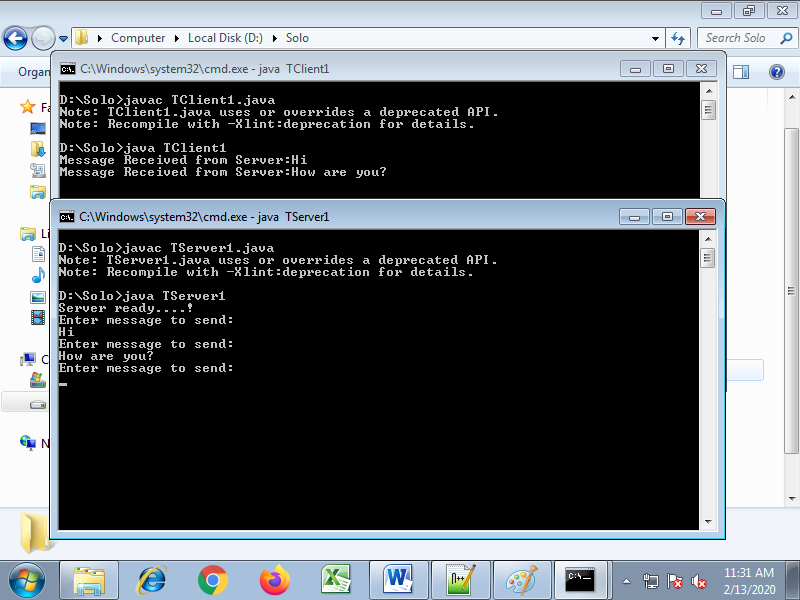 Computer ▸ Local Disk (D:) ▸ Solo
Search Solo
Organ
C:\Windows\system32\cmd.exe - java  TClient1
D:\Solo>javac TClient1.java
Note: TClient1.java uses or overrides a deprecated API.
Note: Recompile with -Xlint:deprecation for details.
D:\Solo>java TClient1
Message Received from Server:Hi
Message Received from Server:How are you?
Fa
Li
C
N
C:\Windows\system32\cmd.exe - java  TServer1
D:\Solo>javac TServer1.java
Note: TServer1.java uses or overrides a deprecated API.
Note: Recompile with -Xlint:deprecation for details.
D:\Solo>java TServer1
Server ready....!
Enter message to send:
Hi
Enter message to send:
How are you?
Enter message to send:
11:31 AM
2/13/2020